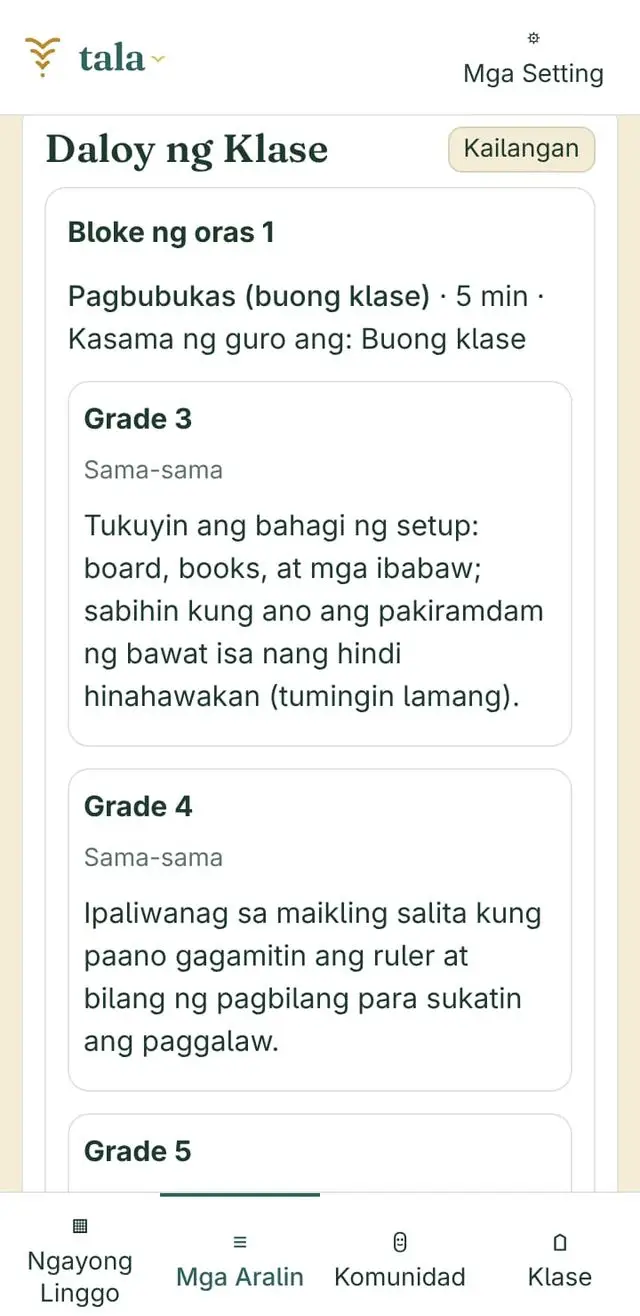 tala
Mga Setting
Daloy ng Klase
Kailangan
Bloke ng oras 1
Pagbubukas (buong klase) · 5 min ·
Kasama ng guro ang: Buong klase
Grade 3
Sama-sama
Tukuyin ang bahagi ng setup:
board, books, at mga ibabaw;
sabihin kung ano ang pakiramdam
ng bawat isa nang hindi
hinahawakan (tumingin lamang).
Grade 4
Sama-sama
Ipaliwanag sa maikling salita kung
paano gagamitin ang ruler at
bilang ng pagbilang para sukatin
ang paggalaw.
Grade 5
Ngayong
Linggo
Mga Aralin
Komunidad
Klase